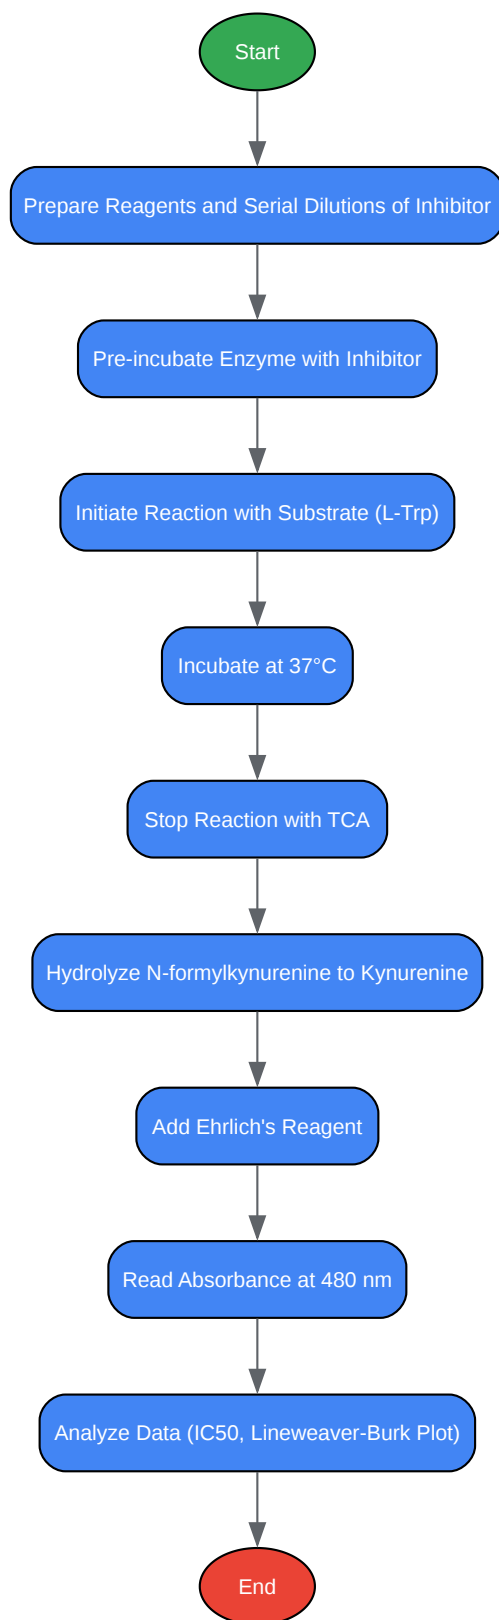 Start
Prepare Reagents and Serial Dilutions of Inhibitor
Pre-incubate Enzyme with Inhibitor
Initiate Reaction with Substrate (L-Trp)
Incubate at 37°C
Stop Reaction with TCA
Hydrolyze N-formylkynurenine to Kynurenine
Add Ehrlich's Reagent
Read Absorbance at 480 nm
Analyze Data (IC50, Lineweaver-Burk Plot)
End